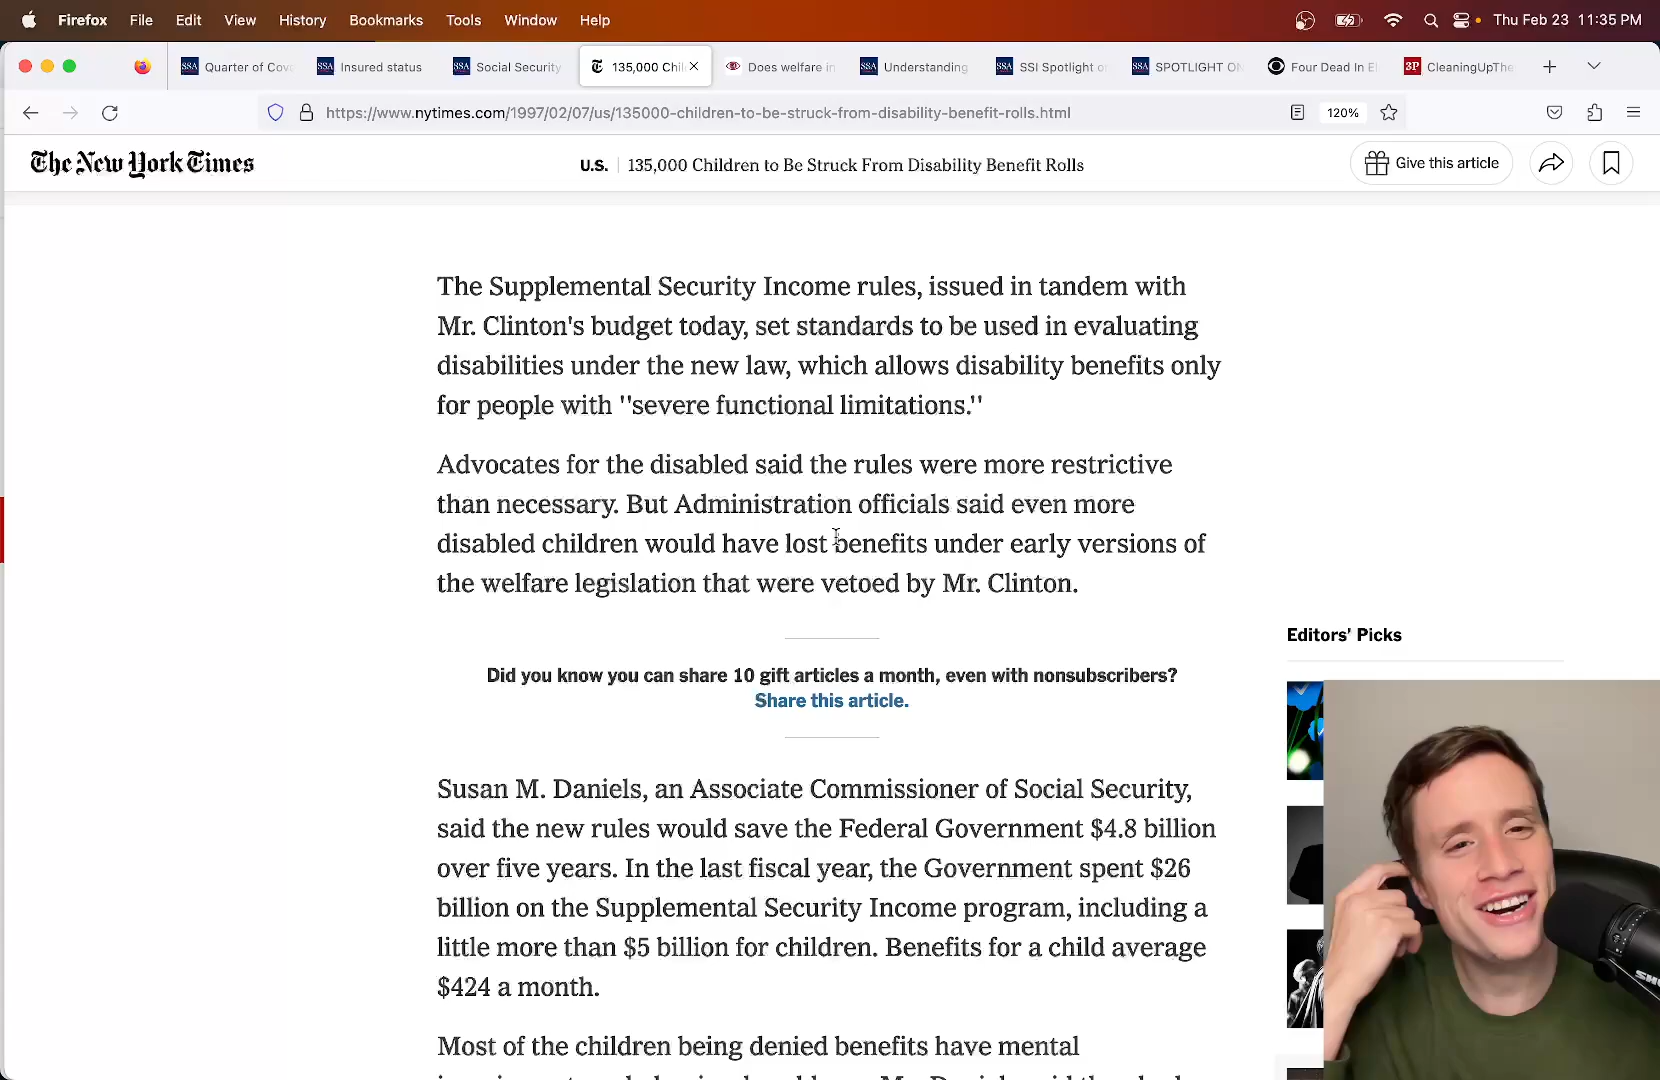 Firefox File Edit View History Bookmarks Tools Window Help Thu Feb 23 11:35 PM
SSA Quarter of Cov SSA Insured status SSA Social Security 135,000 Chil Does welfare in SSA Understanding SSA SSI Spotlight o SSA SPOTLIGHT ON Four Dead In E 3P CleaningUpThe
https://www.nytimes.com/1997/02/07/us/135000-children-to-be-struck-from-disability-benefit-rolls.html 120%
The New York Times U.S. | 135,000 Children to Be Struck From Disability Benefit Rolls Give this article
The Supplemental Security Income rules, issued in tandem with
Mr. Clinton's budget today, set standards to be used in evaluating
disabilities under the new law, which allows disability benefits only
for people with ''severe functional limitations.''
Advocates for the disabled said the rules were more restrictive
than necessary. But Administration officials said even more
disabled children would have lost benefits under early versions of
the welfare legislation that were vetoed by Mr. Clinton.
Editors' Picks
Did you know you can share 10 gift articles a month, even with nonsubscribers?
Share this article.
Susan M. Daniels, an Associate Commissioner of Social Security,
said the new rules would save the Federal Government $4.8 billion
over five years. In the last fiscal year, the Government spent $26
billion on the Supplemental Security Income program, including a
little more than $5 billion for children. Benefits for a child average
$424 a month.
Most of the children being denied benefits have mental